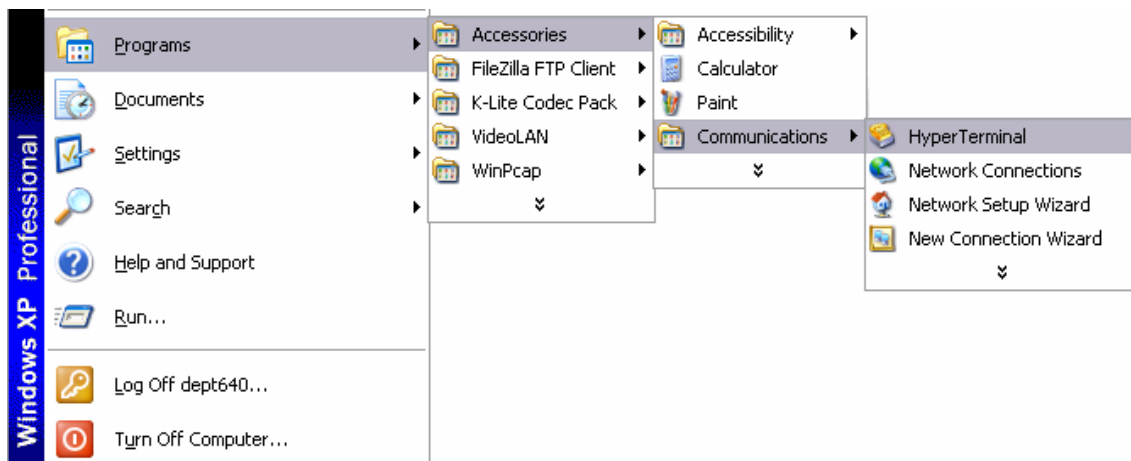 Windows XP Professional
Programs
Documents
Settings
Search
Help and Support
Run...
Log Off dept640...
Turn Off Computer...
Accessories
FileZilla FTP Client
K-Lite Codec Pack
VideoLAN
WinPcap
Accessibility
Calculator
Paint
Communications
HyperTerminal
Network Connections
Network Setup Wizard
New Connection Wizard